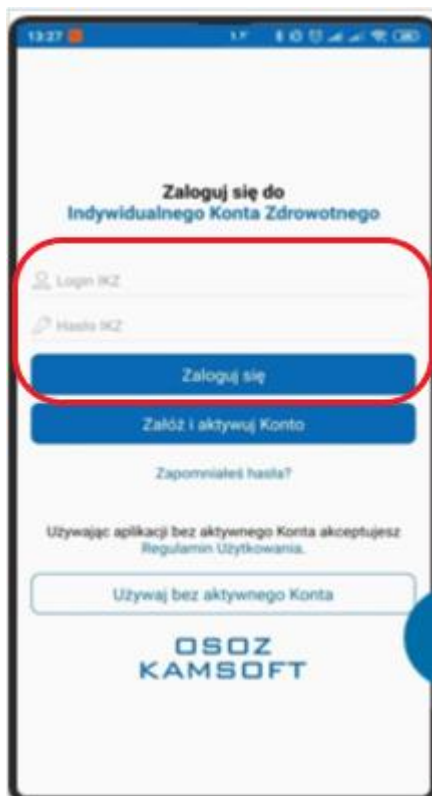 13:27
Zaloguj się do
Indywidualnego Konta Zdrowotnego
Login IKZ
Hasło IKZ
Zaloguj się
Załóż i aktywuj Konto
Zapomniałeś hasła?
Używając aplikacji bez aktywnego Konta akceptujesz
Regulamin Użytkowania.
Używaj bez aktywnego Konta
OSOZ
KAMSOFT